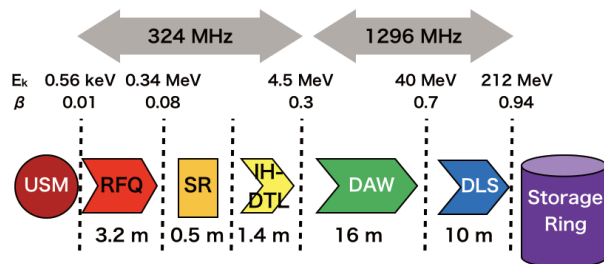 324 MHz 1296 MHz
Eₖ 0.56 keV 0.34 MeV 4.5 MeV 40 MeV 212 MeV
β 0.01 0.08 0.3 0.7 0.94
USM RFQ SR IH-DTL DAW DLS Storage Ring
3.2 m 0.5 m 1.4 m 16 m 10 m